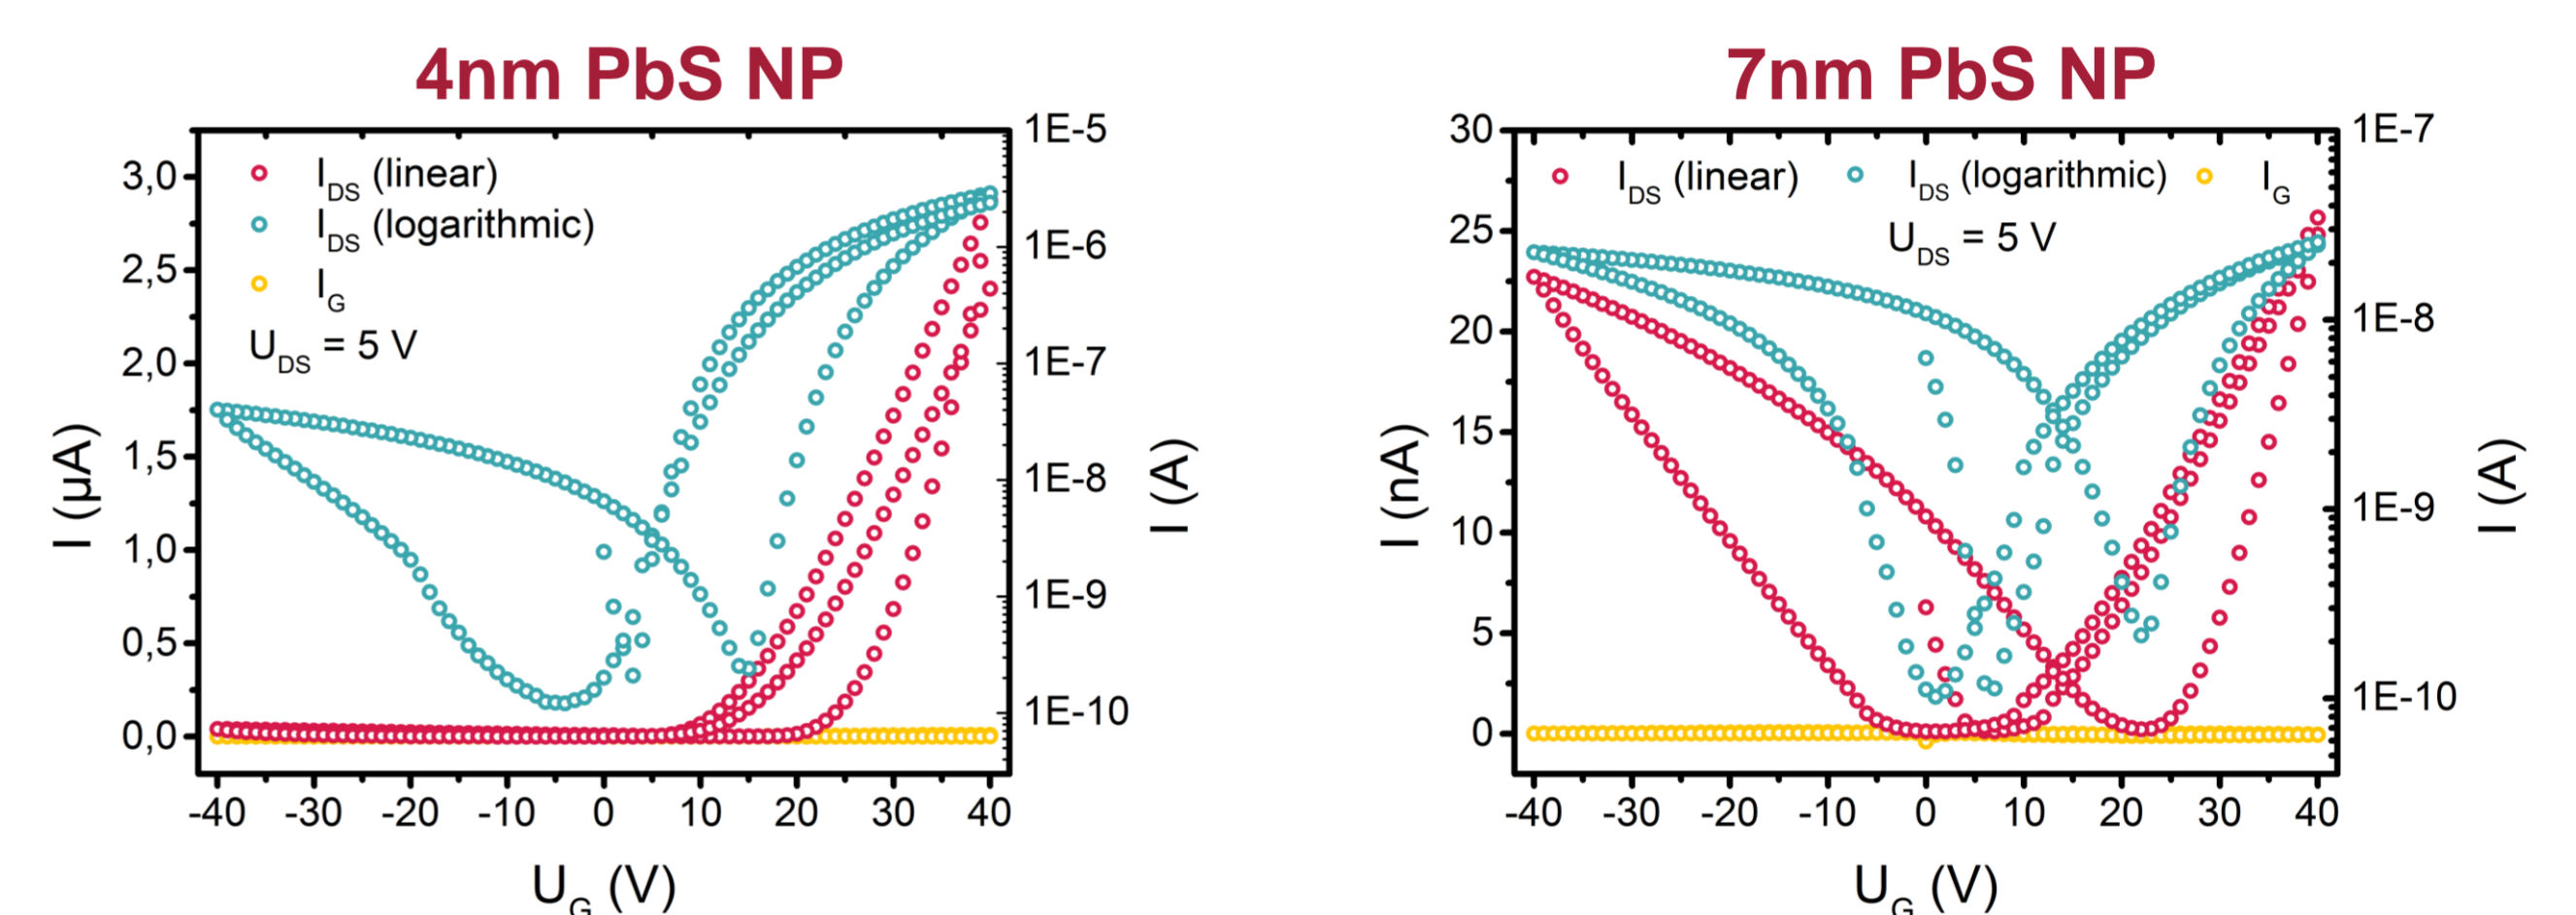 4nm PbS NP
7nm PbS NP
I_DS (linear)
I_DS (logarithmic)
I_G
U_DS = 5 V
3,0
2,5
2,0
1,5
1,0
0,5
0,0
I (µA)
1E-5
1E-6
1E-7
1E-8
1E-9
1E-10
I (A)
-40 -30 -20 -10 0 10 20 30 40
U_G (V)
I_DS (linear) I_DS (logarithmic) I_G
U_DS = 5 V
30
25
20
15
10
5
0
I (nA)
1E-7
1E-8
1E-9
1E-10
I (A)
-40 -30 -20 -10 0 10 20 30 40
U_G (V)